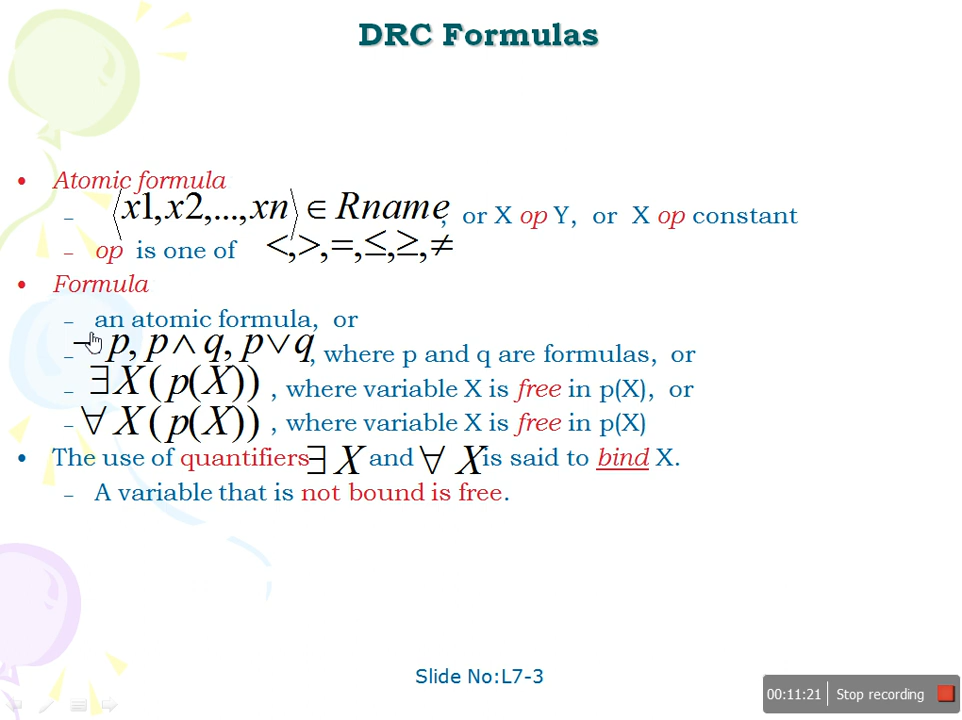 DRC Formulas
• Atomic formula
– ⟨x1, x2,..., xn⟩ ∈ Rname, or X op Y, or X op constant
– op is one of <,>,=,≤,≥,≠
• Formula
– an atomic formula, or
– ¬p, p∧q, p∨q , where p and q are formulas, or
– ∃X(p(X)) , where variable X is free in p(X), or
– ∀X(p(X)) , where variable X is free in p(X)
• The use of quantifiers ∃X and ∀X is said to bind X.
– A variable that is not bound is free.
Slide No:L7-3
00:11:21 Stop recording